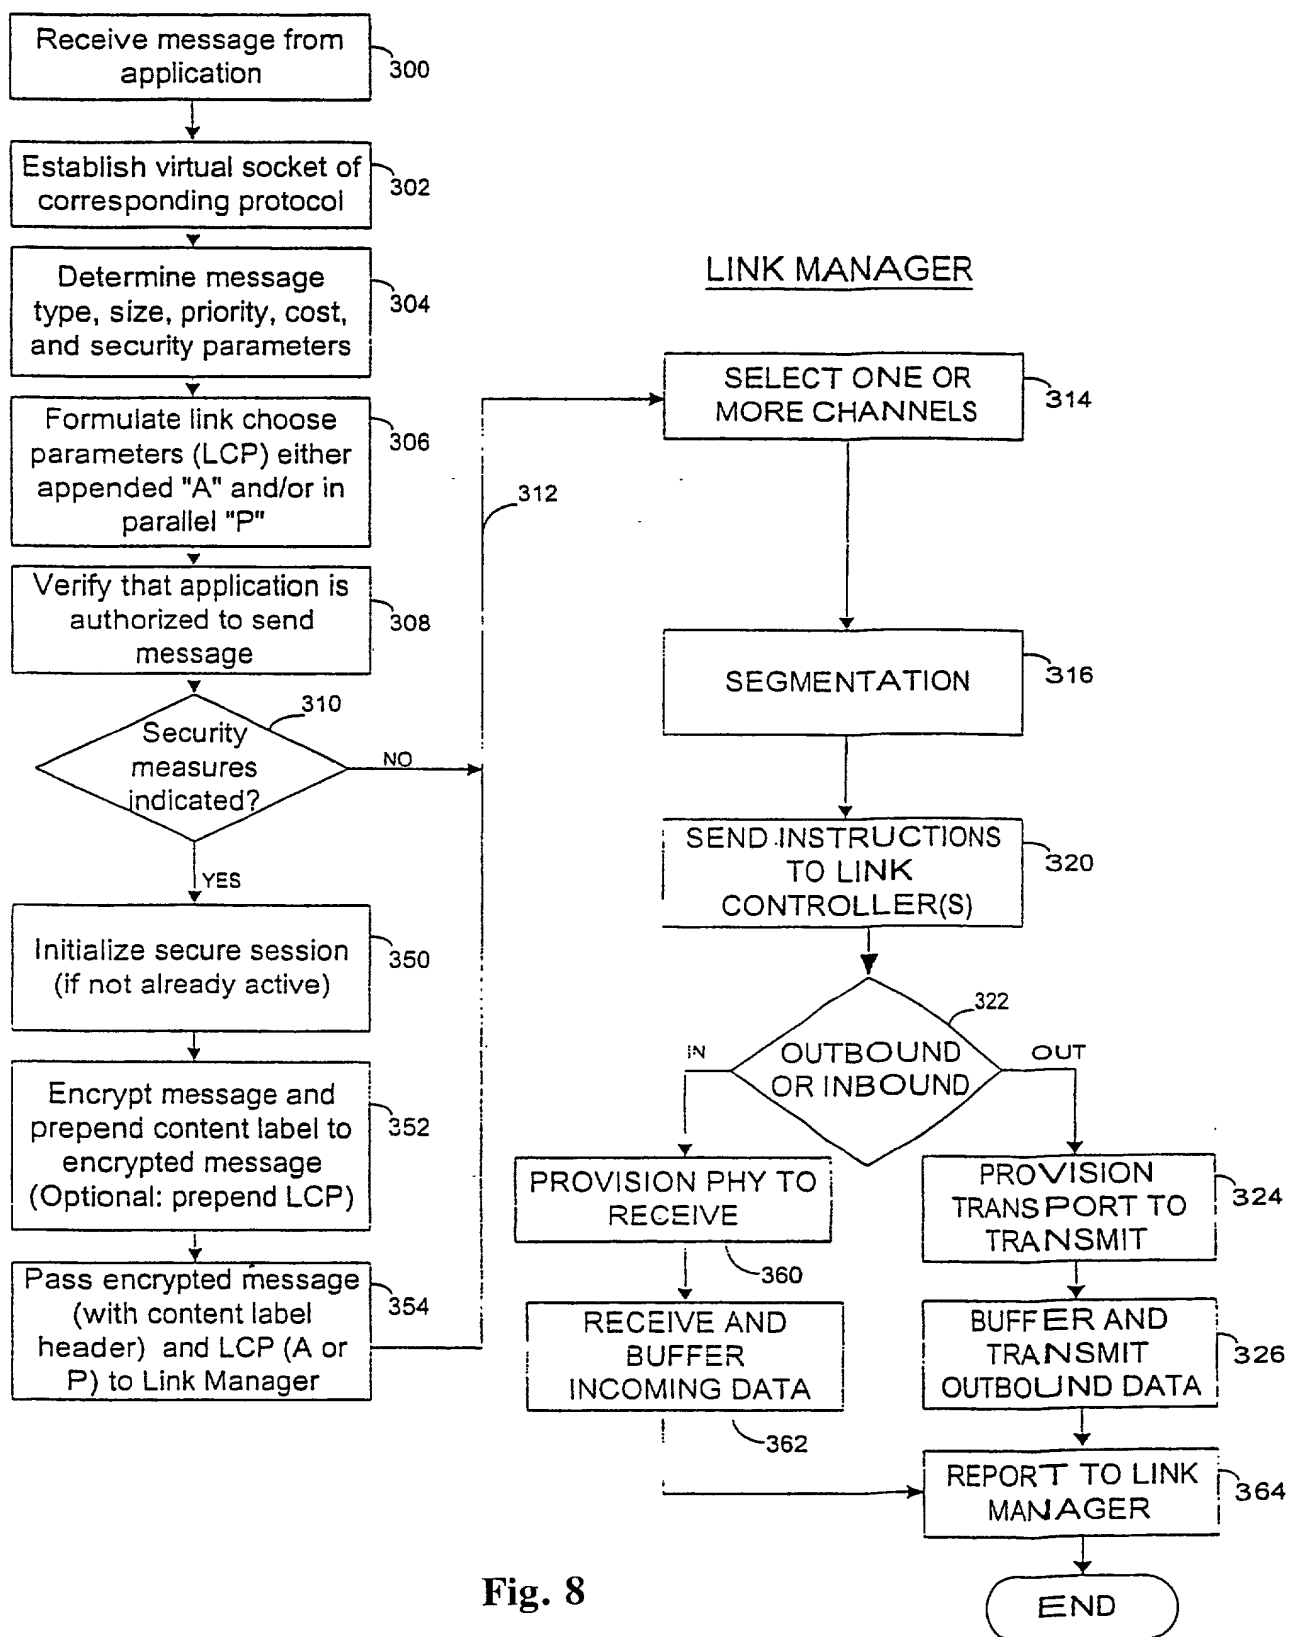 Receive message from
application
300
Establish virtual socket of
corresponding protocol
302
Determine message
type, size, priority, cost,
and security parameters
304
Formulate link choose
parameters (LCP) either
appended "A" and/or in
parallel "P"
306
Verify that application is
authorized to send
message
308
Security
measures
indicated?
310
NO
YES
Initialize secure session
(if not already active)
350
Encrypt message and
prepend content label to
encrypted message
(Optional: prepend LCP)
352
Pass encrypted message
(with content label
header) and LCP (A or
P) to Link Manager
354
312
LINK MANAGER
SELECT ONE OR
MORE CHANNELS
314
SEGMENTATION
316
SEND INSTRUCTIONS
TO LINK
CONTROLLER(S)
320
OUTBOUND
OR INBOUND
322
IN
OUT
PROVISION PHY TO
RECEIVE
360
RECEIVE AND
BUFFER
INCOMING DATA
362
PROVISION
TRANSPORT TO
TRANSMIT
324
BUFFER AND
TRANSMIT
OUTBOUND DATA
326
REPORT TO LINK
MANAGER
364
END
Fig. 8